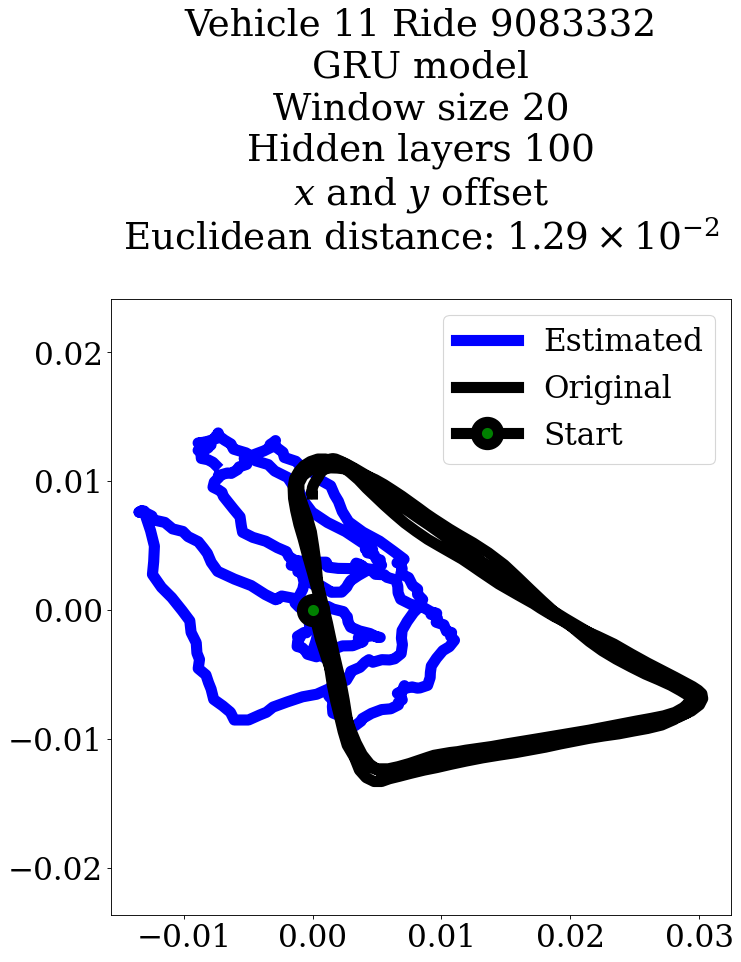 Vehicle 11 Ride 9083332
GRU model
Window size 20
Hidden layers 100
x and y offset
Euclidean distance: 1.29 × 10⁻²
Estimated
Original
Start
0.02
0.01
0.00
−0.01
−0.02
−0.01 0.00 0.01 0.02 0.03